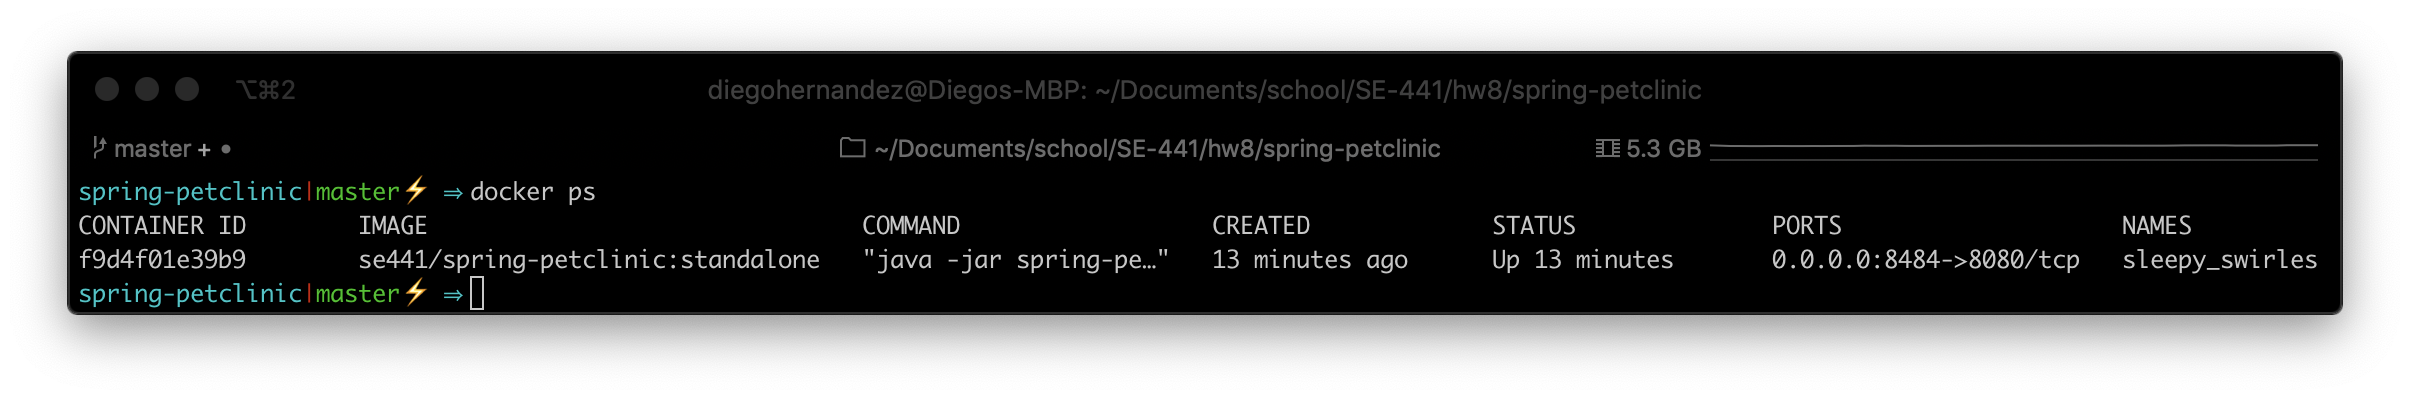 ⌥⌘2 diegohernandez@Diegos-MBP: ~/Documents/school/SE-441/hw8/spring-petclinic
master + • ~/Documents/school/SE-441/hw8/spring-petclinic 5.3 GB
spring-petclinic|master⚡ ⇒ docker ps
CONTAINER ID IMAGE COMMAND CREATED STATUS PORTS NAMES
f9d4f01e39b9 se441/spring-petclinic:standalone "java -jar spring-pe…" 13 minutes ago Up 13 minutes 0.0.0.0:8484->8080/tcp sleepy_swirles
spring-petclinic|master⚡ ⇒